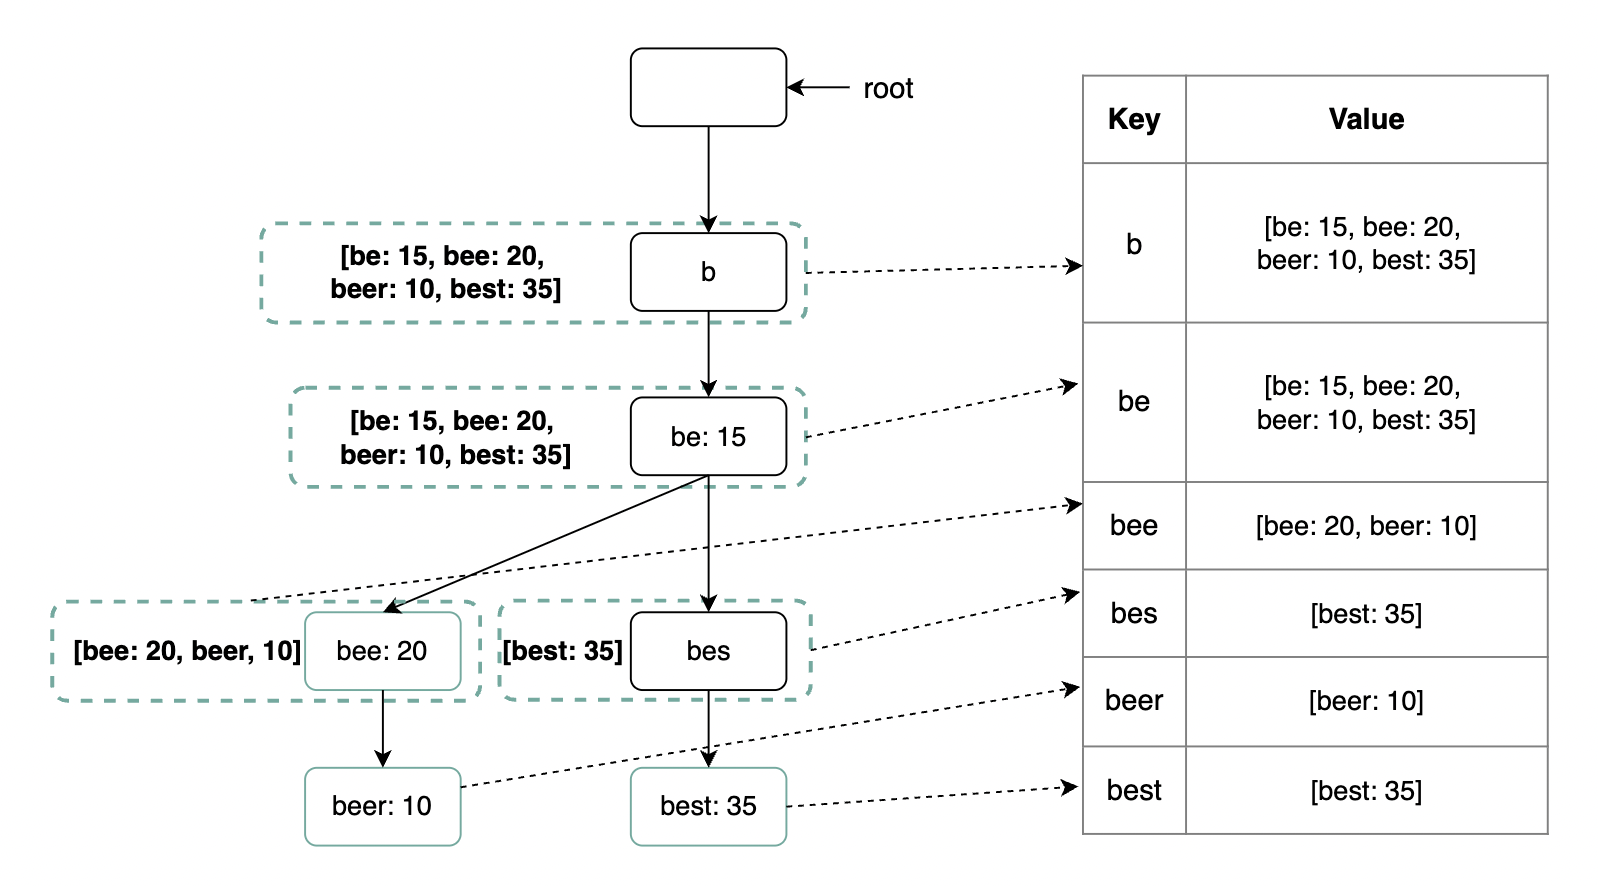 root
[be: 15, bee: 20,
beer: 10, best: 35]
b
[be: 15, bee: 20,
beer: 10, best: 35]
be: 15
[bee: 20, beer, 10]
bee: 20
[best: 35]
bes
beer: 10
best: 35
Key Value
b
[be: 15, bee: 20,
beer: 10, best: 35]
be
[be: 15, bee: 20,
beer: 10, best: 35]
bee [bee: 20, beer: 10]
bes [best: 35]
beer [beer: 10]
best [best: 35]